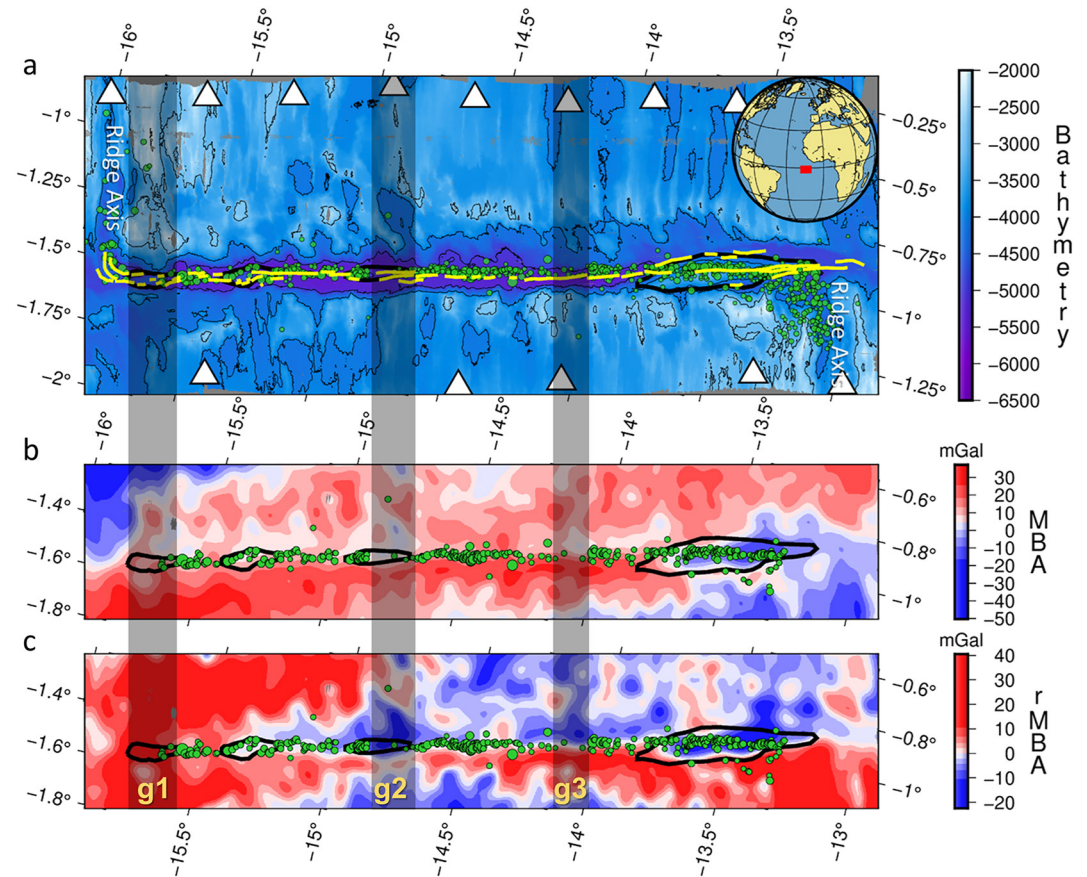 −16° −15.5° −15° −14.5° −14° −13.5°
a
−1° −0.25° −2000
−2500
−1.25° −0.5° −3000
−3500
Ridge Axis
−1.5° −0.75° −4000
−4500
−1.75° −1° −5000
−5500
Ridge Axis
−2° −1.25° −6000
−6500
Bathymetry
−16° −15.5° −15° −14.5° −14° −13.5°
b
mGal
−1.4° −0.6° 30
20
10
−1.6° −0.8° 0
−10
−20
−30
−1.8° −1° −40
−50
MBA
c
mGal
40
−1.4° −0.6° 30
20
−1.6° −0.8° 10
0
−10
−1.8° −1° −20
rMBA
g1 g2 g3
−15.5° −15° −14.5° −14° −13.5° −13°